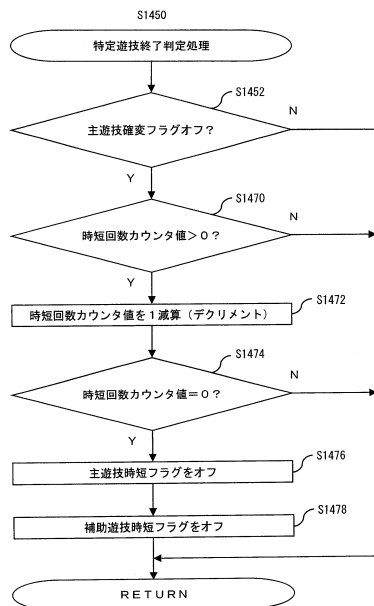 S1450
特定遊技終了判定処理
S1452
主遊技確変フラグオフ?
N
Y
S1470
時短回数カウンタ値>0?
N
Y
S1472
時短回数カウンタ値を1減算(デクリメント)
S1474
時短回数カウンタ値=0?
N
Y
S1476
主遊技時短フラグをオフ
S1478
補助遊技時短フラグをオフ
RETURN